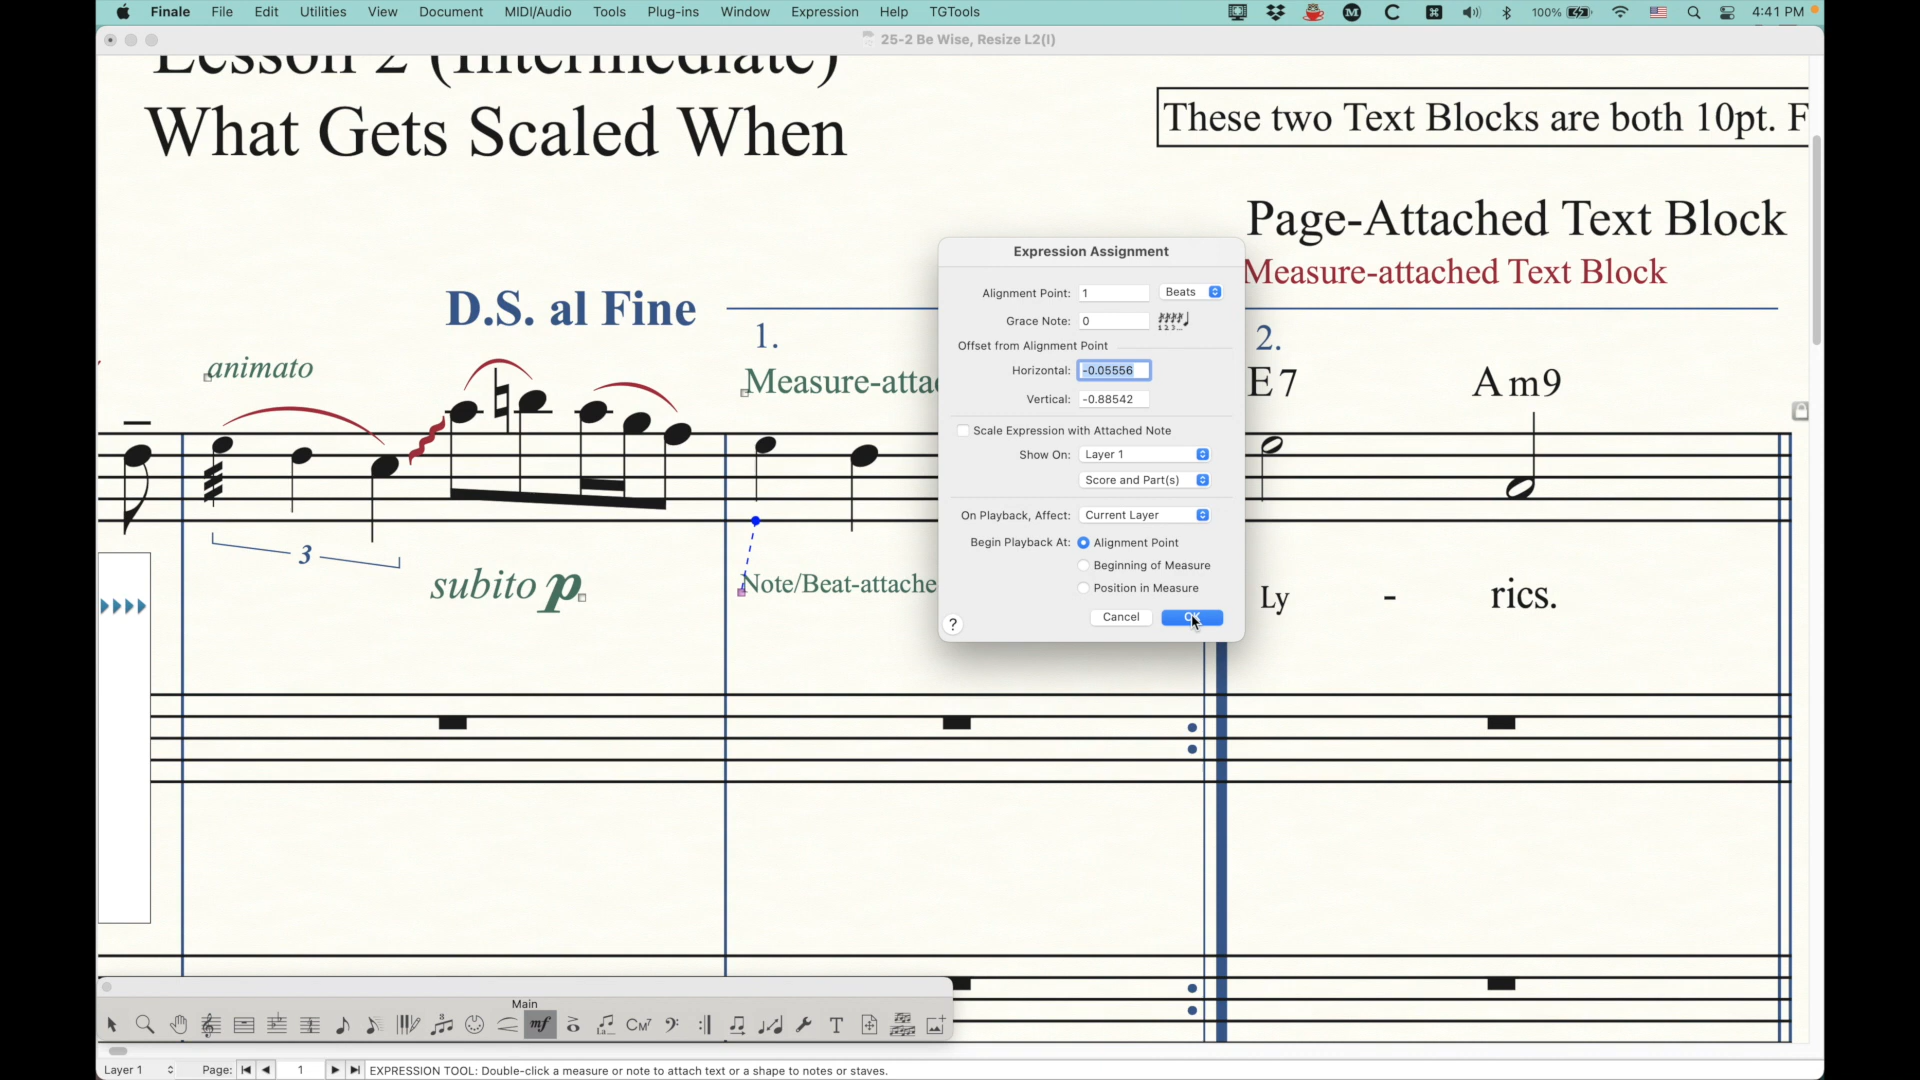 Finale File Edit Utilities View Document MIDI/Audio Tools Plug-ins Window Expression Help TGTools 100% 4:41 PM
25-2 Be Wise, Resize L2(I)
Lesson 2 (Intermediate)
What Gets Scaled When
These two Text Blocks are both 10pt. F
Page-Attached Text Block
Measure-attached Text Block
D.S. al Fine
1.
2.
animato
Measure-attac
E7
Am9
3
subito p
Note/Beat-attache
Ly - rics.
Expression Assignment
Alignment Point: 1 Beats
Grace Note: 0
Offset from Alignment Point
Horizontal: -0.05556
Vertical: -0.88542
Scale Expression with Attached Note
Show On: Layer 1
Score and Part(s)
On Playback, Affect: Current Layer
Begin Playback At: Alignment Point
Beginning of Measure
Position in Measure
? Cancel OK
Main
mf CM7 T
Layer 1 Page: 1 EXPRESSION TOOL: Double-click a measure or note to attach text or a shape to notes or staves.